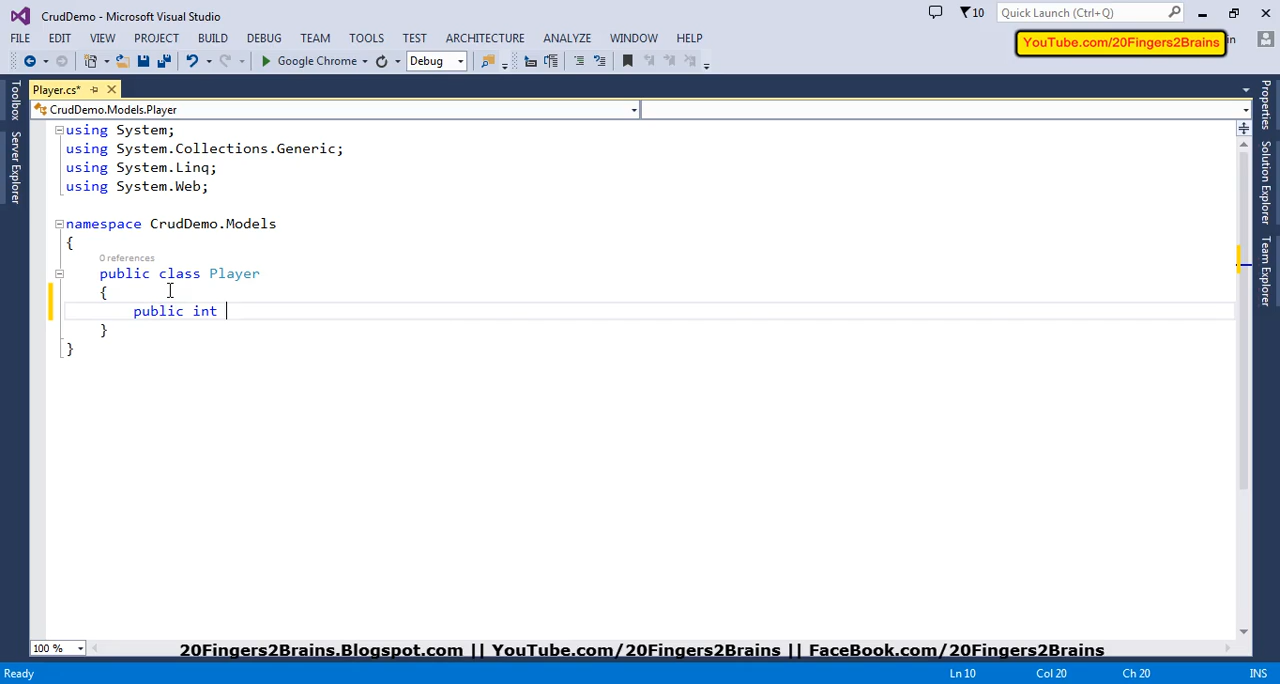 CrudDemo - Microsoft Visual Studio
10
Quick Launch (Ctrl+Q)
FILE EDIT VIEW PROJECT BUILD DEBUG TEAM TOOLS TEST ARCHITECTURE ANALYZE WINDOW HELP
YouTube.com/20Fingers2Brains
in
Google Chrome
Debug
Player.cs*
CrudDemo.Models.Player
Toolbox
Server Explorer
Properties
Solution Explorer
Team Explorer
using System;
using System.Collections.Generic;
using System.Linq;
using System.Web;
namespace CrudDemo.Models
{
0 references
public class Player
{
public int
}
}
100 %
20Fingers2Brains.Blogspot.com || YouTube.com/20Fingers2Brains || FaceBook.com/20Fingers2Brains
Ready
Ln 10
Col 20
Ch 20
INS